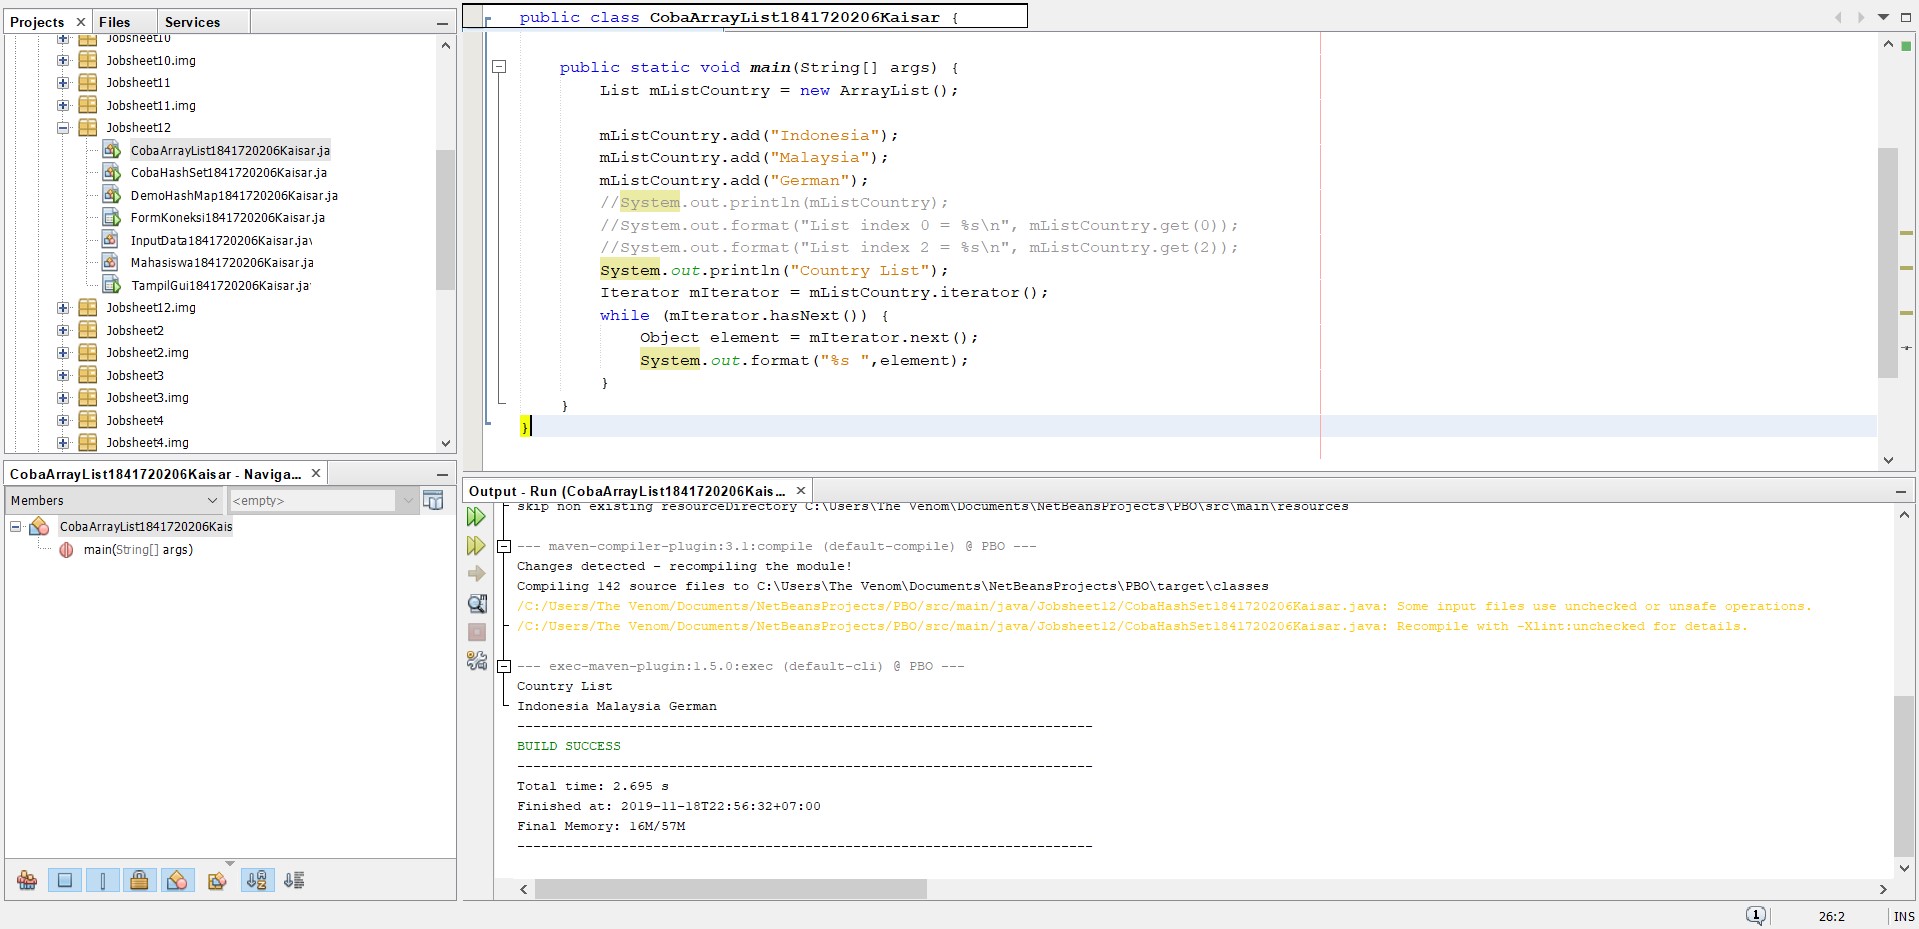 Projects
Files
Services
Jobsheet10
Jobsheet10.img
Jobsheet11
Jobsheet11.img
Jobsheet12
CobaArrayList1841720206Kaisar.ja
CobaHashSet1841720206Kaisar.ja
DemoHashMap1841720206Kaisar.ja
FormKoneksi1841720206Kaisar.ja
InputData1841720206Kaisar.jav
Mahasiswa1841720206Kaisar.ja
TampilGui1841720206Kaisar.ja
Jobsheet12.img
Jobsheet2
Jobsheet2.img
Jobsheet3
Jobsheet3.img
Jobsheet4
Jobsheet4.img
CobaArrayList1841720206Kaisar - Naviga...
Members
<empty>
CobaArrayList1841720206Kais
main(String[] args)
public class CobaArrayList1841720206Kaisar {
public static void main(String[] args) {
List mListCountry = new ArrayList();
mListCountry.add("Indonesia");
mListCountry.add("Malaysia");
mListCountry.add("German");
//System.out.println(mListCountry);
//System.out.format("List index 0 = %s\n", mListCountry.get(0));
//System.out.format("List index 2 = %s\n", mListCountry.get(2));
System.out.println("Country List");
Iterator mIterator = mListCountry.iterator();
while (mIterator.hasNext()) {
Object element = mIterator.next();
System.out.format("%s ",element);
}
}
}
Output - Run (CobaArrayList1841720206Kais...
skip non existing resourceDirectory C:\Users\The Venom\Documents\NetBeansProjects\PBO\src\main\resources
--- maven-compiler-plugin:3.1:compile (default-compile) @ PBO ---
Changes detected - recompiling the module!
Compiling 142 source files to C:\Users\The Venom\Documents\NetBeansProjects\PBO\target\classes
/C:/Users/The Venom/Documents/NetBeansProjects/PBO/src/main/java/Jobsheet12/CobaHashSet1841720206Kaisar.java: Some input files use unchecked or unsafe operations.
/C:/Users/The Venom/Documents/NetBeansProjects/PBO/src/main/java/Jobsheet12/CobaHashSet1841720206Kaisar.java: Recompile with -Xlint:unchecked for details.
--- exec-maven-plugin:1.5.0:exec (default-cli) @ PBO ---
Country List
Indonesia Malaysia German
------------------------------------------------------------------------
BUILD SUCCESS
------------------------------------------------------------------------
Total time: 2.695 s
Finished at: 2019-11-18T22:56:32+07:00
Final Memory: 16M/57M
------------------------------------------------------------------------
1
26:2
INS